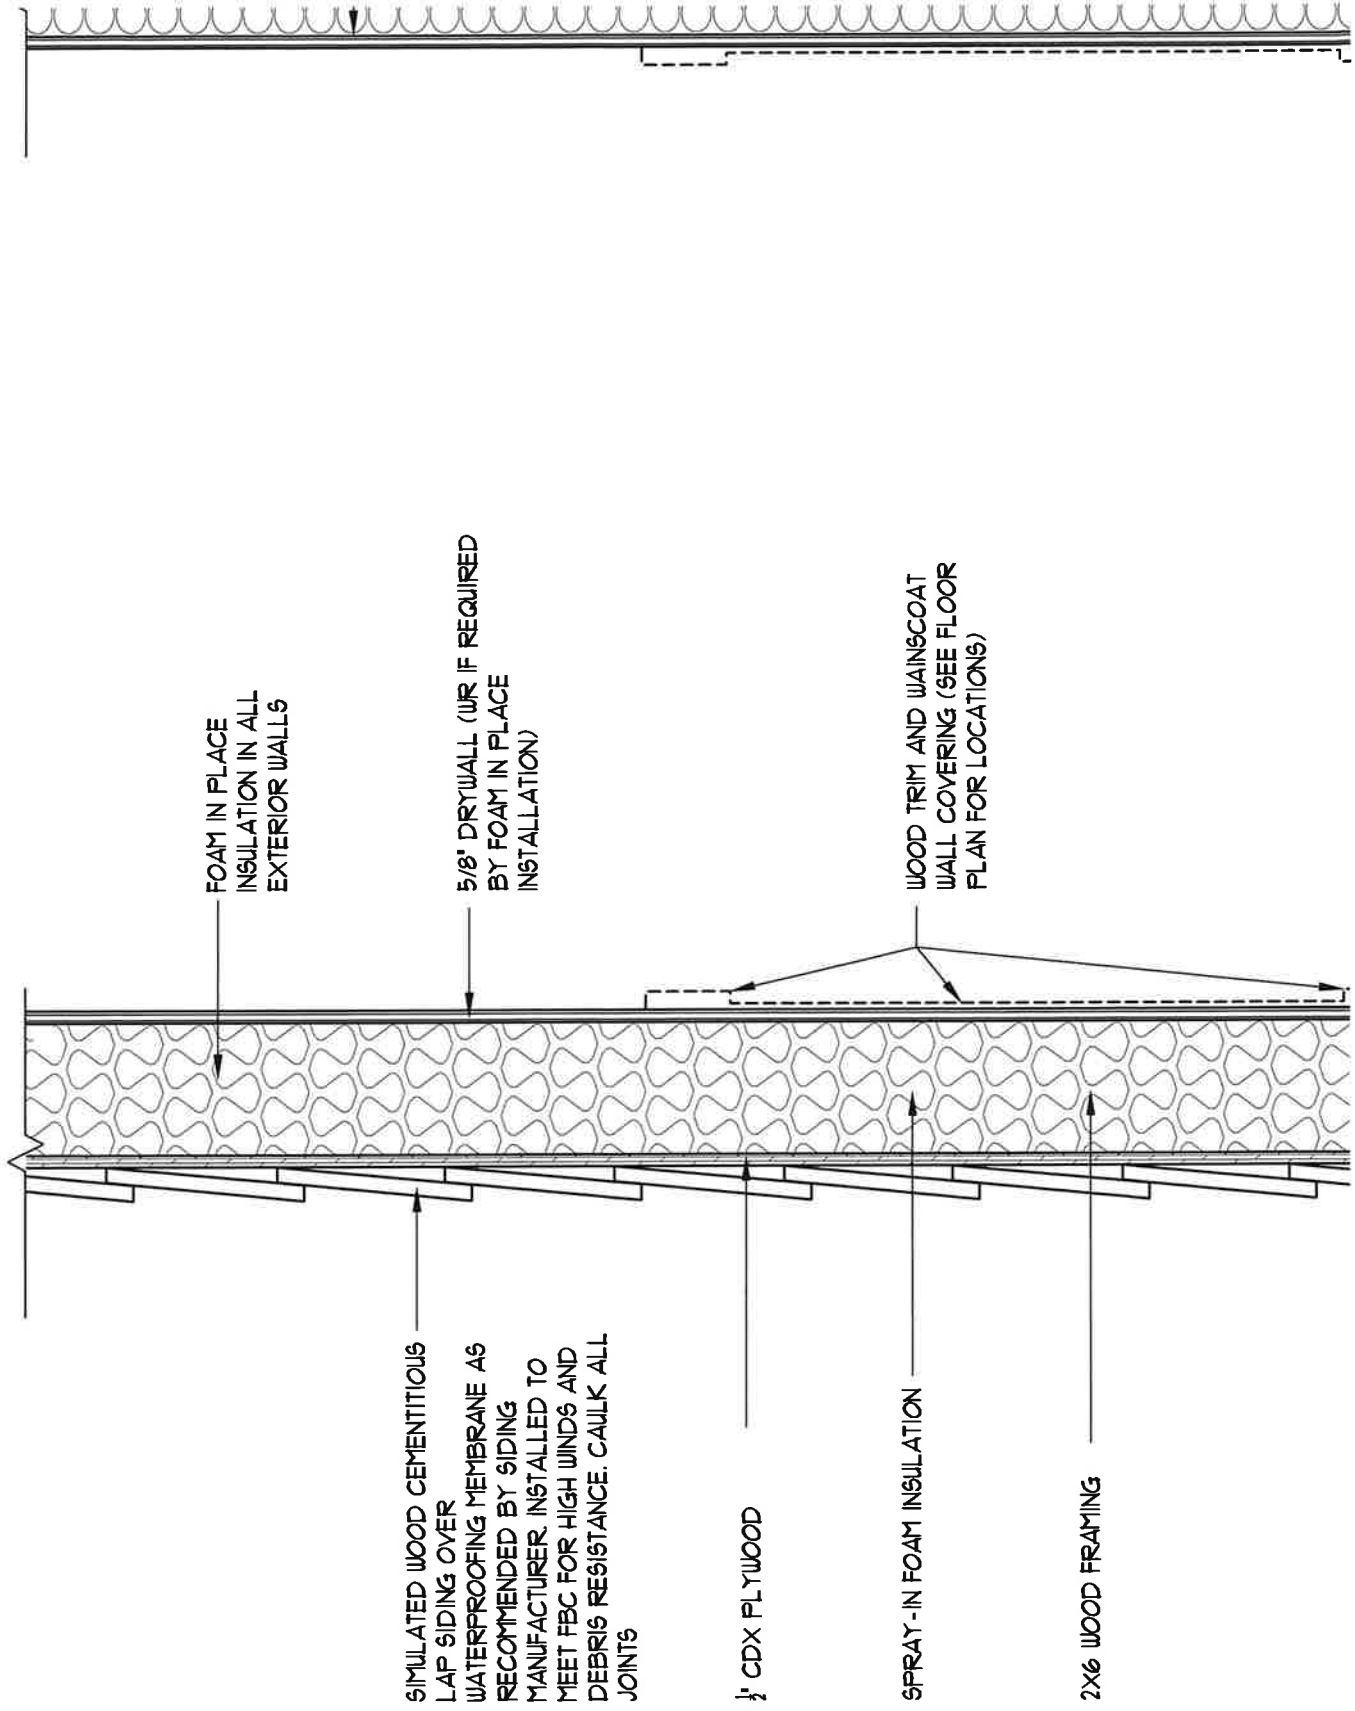 FOAM IN PLACE
INSULATION IN ALL
EXTERIOR WALLS
5/8" DRYWALL (WR IF REQUIRED
BY FOAM IN PLACE
INSTALLATION)
WOOD TRIM AND WAINSCOAT
WALL COVERING (SEE FLOOR
PLAN FOR LOCATIONS)
SIMULATED WOOD CEMENTITIOUS
LAP SIDING OVER
WATERPROOFING MEMBRANE AS
RECOMMENDED BY SIDING
MANUFACTURER. INSTALLED TO
MEET FBC FOR HIGH WINDS AND
DEBRIS RESISTANCE. CAULK ALL
JOINTS
½" CDX PLYWOOD
SPRAY-IN FOAM INSULATION
2X6 WOOD FRAMING